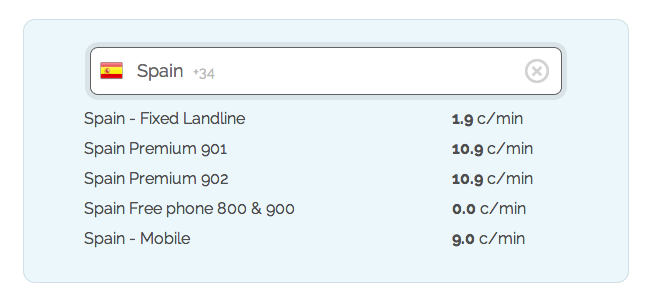 Spain +34
Spain - Fixed Landline 1.9 c/min
Spain Premium 901 10.9 c/min
Spain Premium 902 10.9 c/min
Spain Free phone 800 & 900 0.0 c/min
Spain - Mobile 9.0 c/min